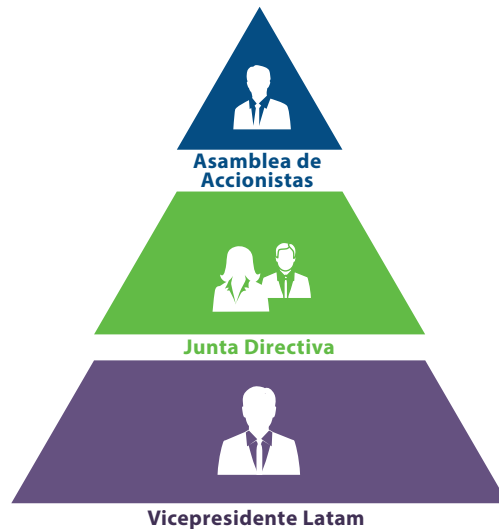 Asamblea de
Accionistas
Junta Directiva
Vicepresidente Latam